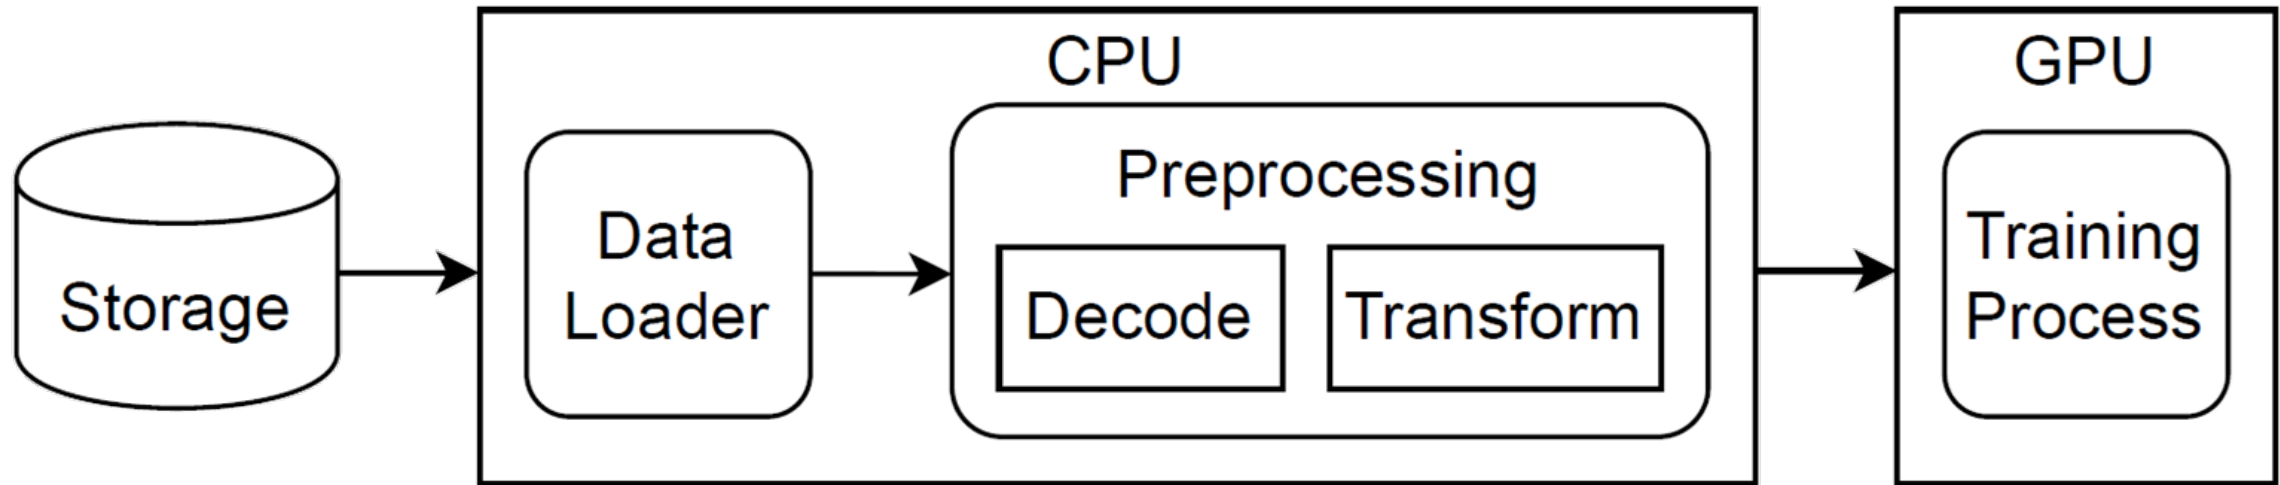 Storage
CPU
Data
Loader
Preprocessing
Decode
Transform
GPU
Training
Process